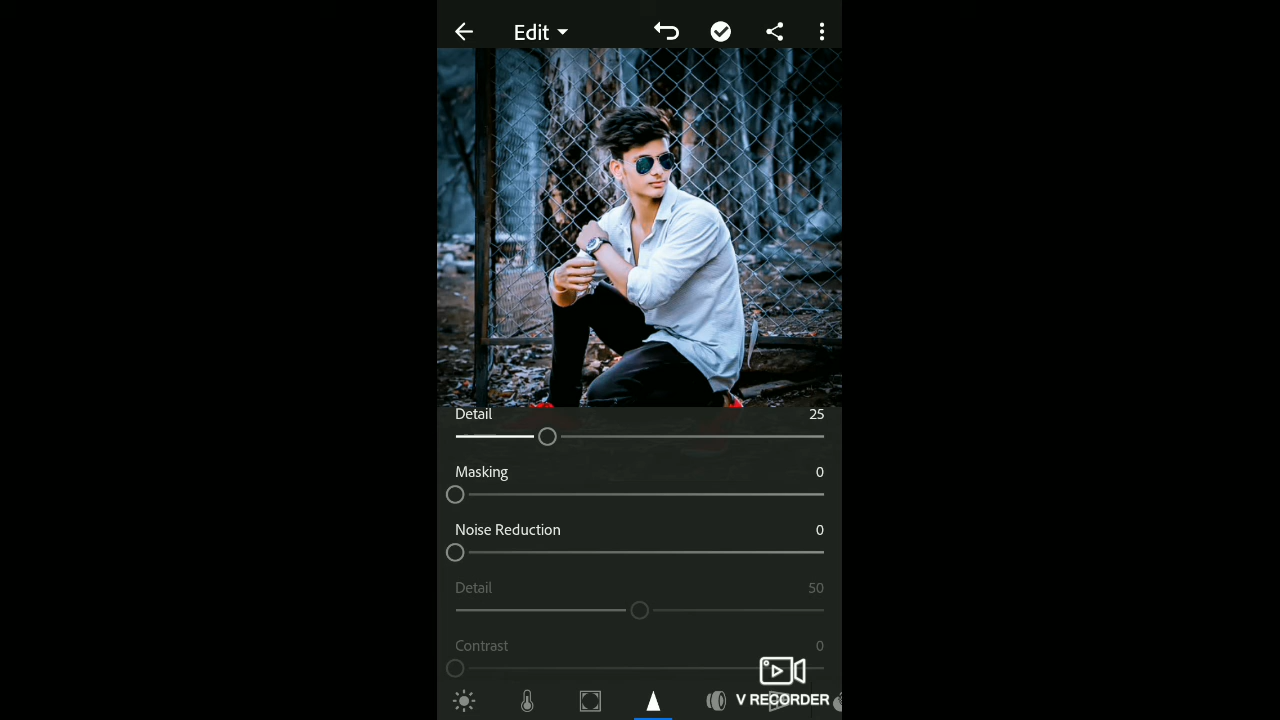 Edit
Detail 25
Masking 0
Noise Reduction 0
Detail 50
Contrast 0
V RECORDER